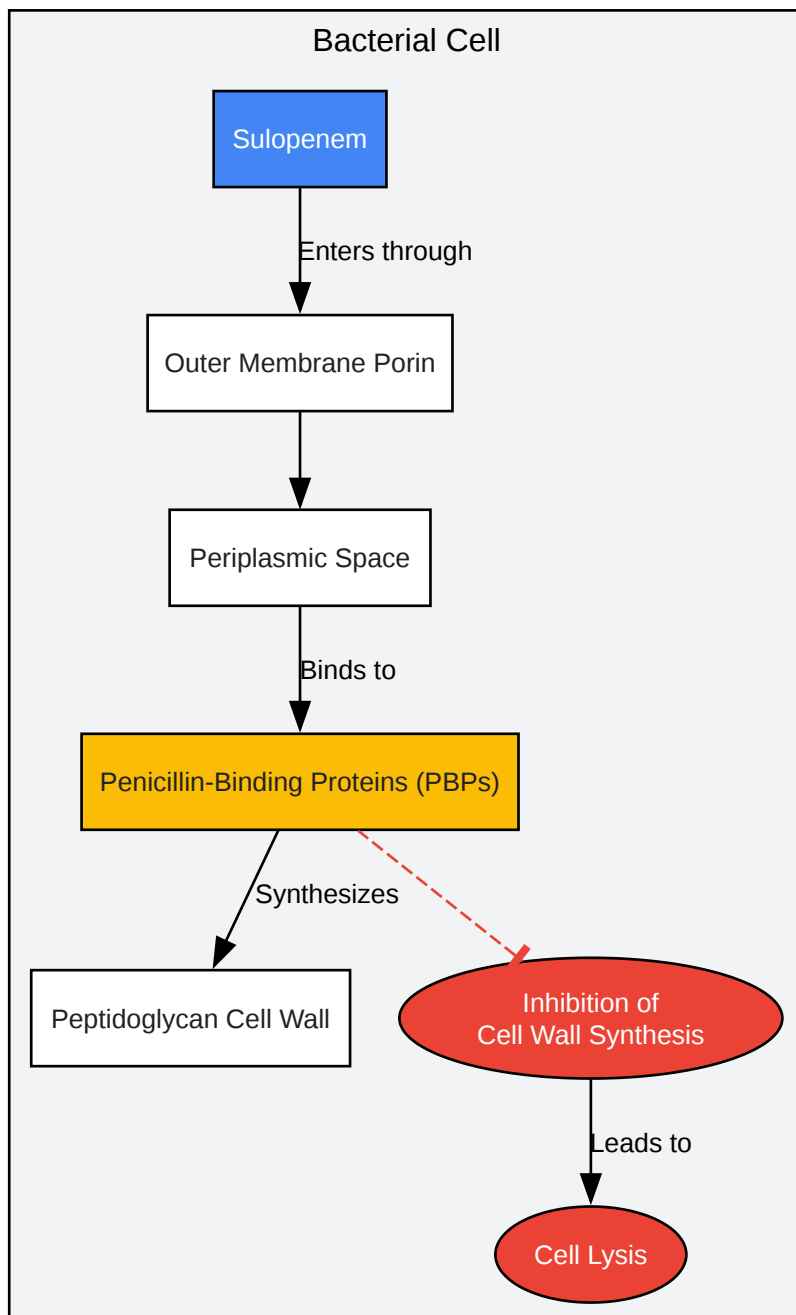 Bacterial Cell
Sulopenem
Enters through
Outer Membrane Porin
Periplasmic Space
Binds to
Penicillin-Binding Proteins (PBPs)
Synthesizes
Peptidoglycan Cell Wall
Inhibition of
Cell Wall Synthesis
Leads to
Cell Lysis